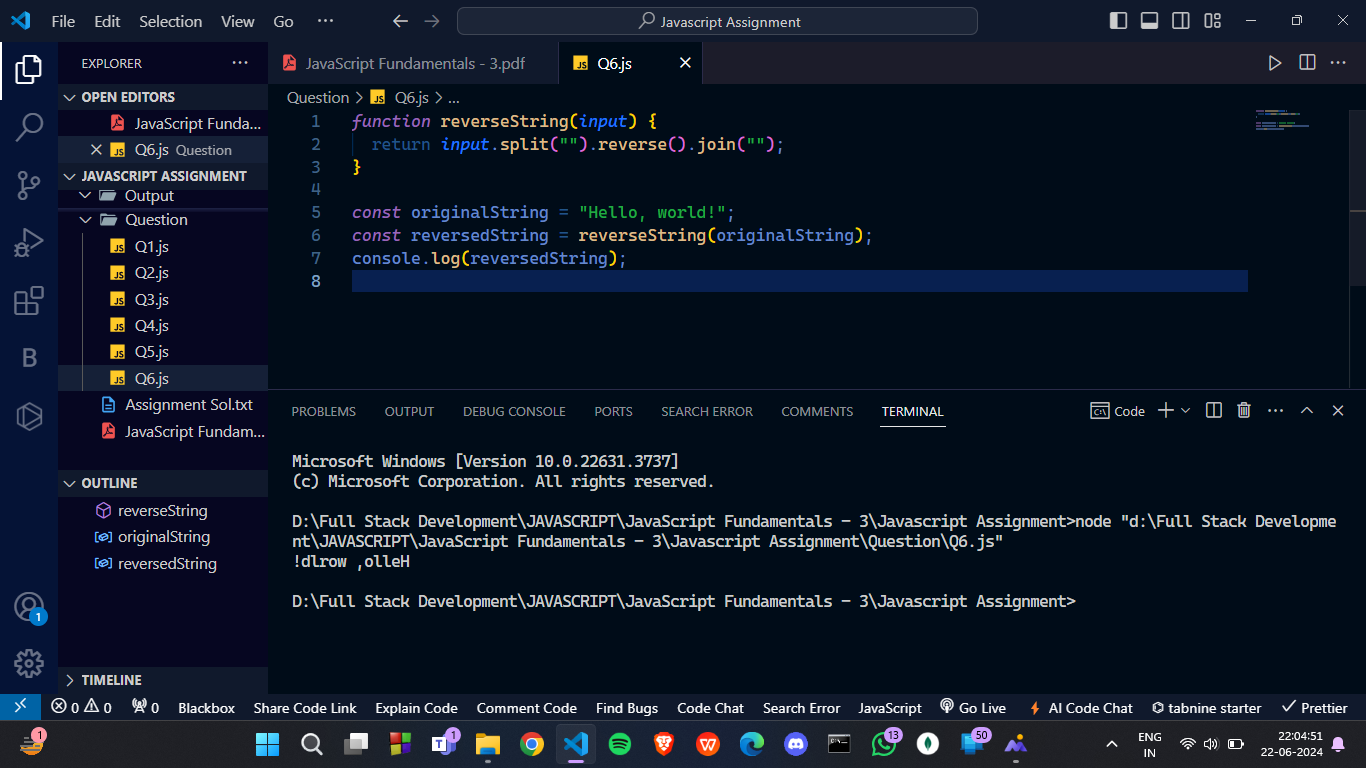 File Edit Selection View Go ···
Javascript Assignment
EXPLORER ···
OPEN EDITORS
JavaScript Funda...
Q6.js Question
JAVASCRIPT ASSIGNMENT
Output
Question
Q1.js
Q2.js
Q3.js
Q4.js
Q5.js
Q6.js
Assignment Sol.txt
JavaScript Fundam...
OUTLINE
reverseString
originalString
reversedString
TIMELINE
B
1
JavaScript Fundamentals - 3.pdf
JS Q6.js
Question > JS Q6.js > ...
1 function reverseString(input) {
2 return input.split("").reverse().join("");
3 }
4
5 const originalString = "Hello, world!";
6 const reversedString = reverseString(originalString);
7 console.log(reversedString);
8
PROBLEMS OUTPUT DEBUG CONSOLE PORTS SEARCH ERROR COMMENTS TERMINAL
Code
Microsoft Windows [Version 10.0.22631.3737]
(c) Microsoft Corporation. All rights reserved.
D:\Full Stack Development\JAVASCRIPT\JavaScript Fundamentals - 3\Javascript Assignment>node "d:\Full Stack Developme
nt\JAVASCRIPT\JavaScript Fundamentals - 3\Javascript Assignment\Question\Q6.js"
!dlrow ,olleH
D:\Full Stack Development\JAVASCRIPT\JavaScript Fundamentals - 3\Javascript Assignment>
0 0 0 Blackbox Share Code Link Explain Code Comment Code Find Bugs Code Chat Search Error JavaScript Go Live AI Code Chat tabnine starter Prettier
1 1 13 50
ENG
IN
22:04:51
22-06-2024